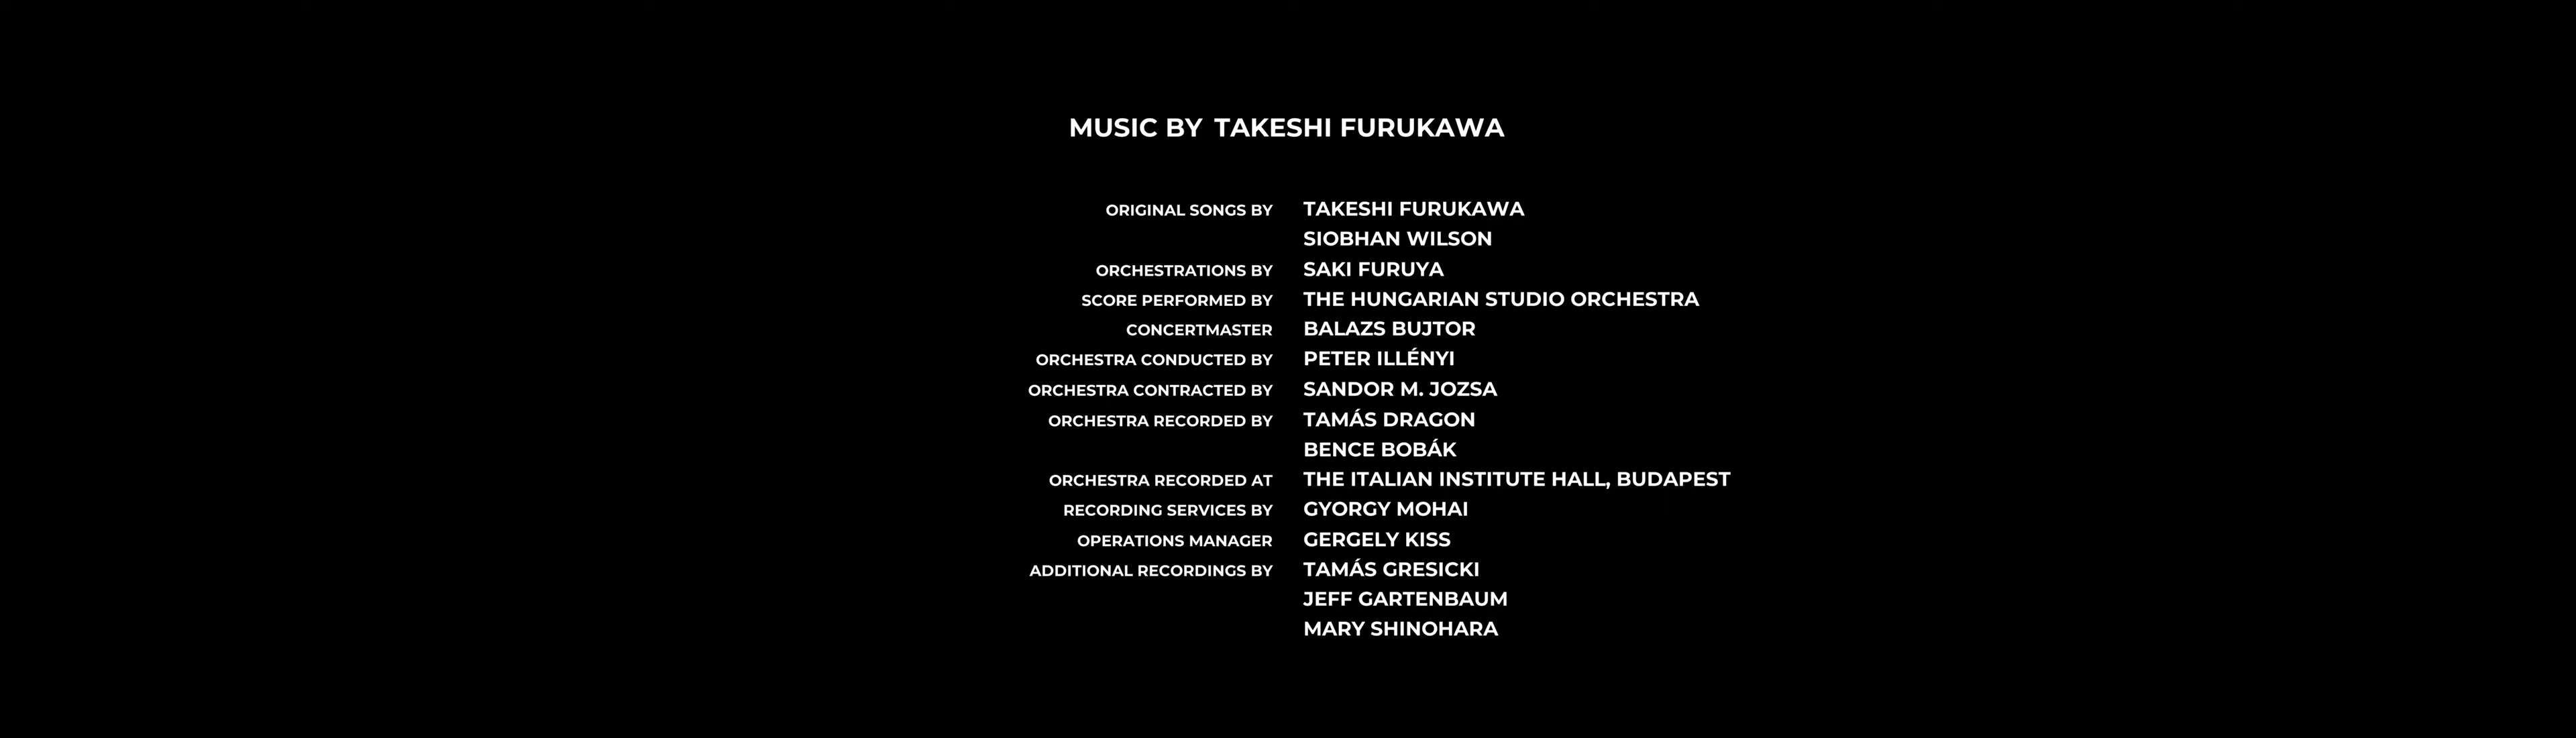 MUSIC BY TAKESHI FURUKAWA
ORIGINAL SONGS BY TAKESHI FURUKAWA
SIOBHAN WILSON
ORCHESTRATIONS BY SAKI FURUYA
SCORE PERFORMED BY THE HUNGARIAN STUDIO ORCHESTRA
CONCERTMASTER BALAZS BUJTOR
ORCHESTRA CONDUCTED BY PETER ILLÉNYI
ORCHESTRA CONTRACTED BY SANDOR M. JOZSA
ORCHESTRA RECORDED BY TAMÁS DRAGON
BENCE BOBÁK
ORCHESTRA RECORDED AT THE ITALIAN INSTITUTE HALL, BUDAPEST
RECORDING SERVICES BY GYORGY MOHAI
OPERATIONS MANAGER GERGELY KISS
ADDITIONAL RECORDINGS BY TAMÁS GRESICKI
JEFF GARTENBAUM
MARY SHINOHARA